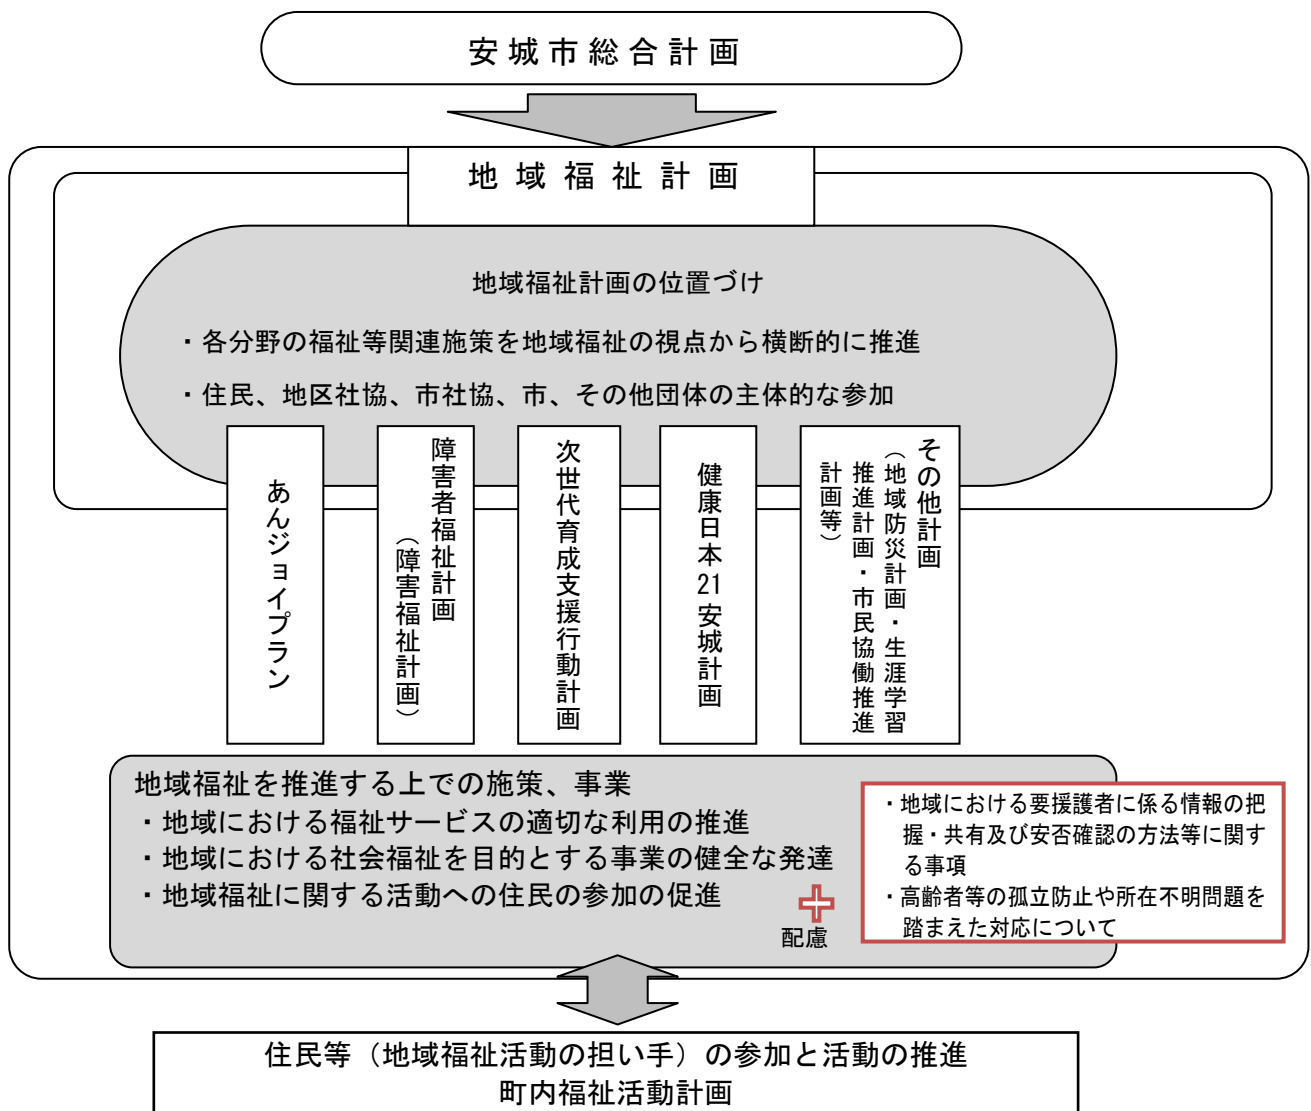 安城市総合計画
地域福祉計画
地域福祉計画の位置づけ
・各分野の福祉等関連施策を地域福祉の視点から横断的に推進
・住民、地区社協、市社協、市、その他団体の主体的な参加
あんジョイプラン
障害者福祉計画
（障害福祉計画）
次世代育成支援行動計画
健康日本21安城計画
その他計画
（地域防災計画・生涯学習
推進計画・市民協働推進
計画等）
地域福祉を推進する上での施策、事業
・地域における福祉サービスの適切な利用の推進
・地域における社会福祉を目的とする事業の健全な発達
・地域福祉に関する活動への住民の参加の促進
配慮
・地域における要援護者に係る情報の把
握・共有及び安否確認の方法等に関す
る事項
・高齢者等の孤立防止や所在不明問題を
踏まえた対応について
住民等（地域福祉活動の担い手）の参加と活動の推進
町内福祉活動計画